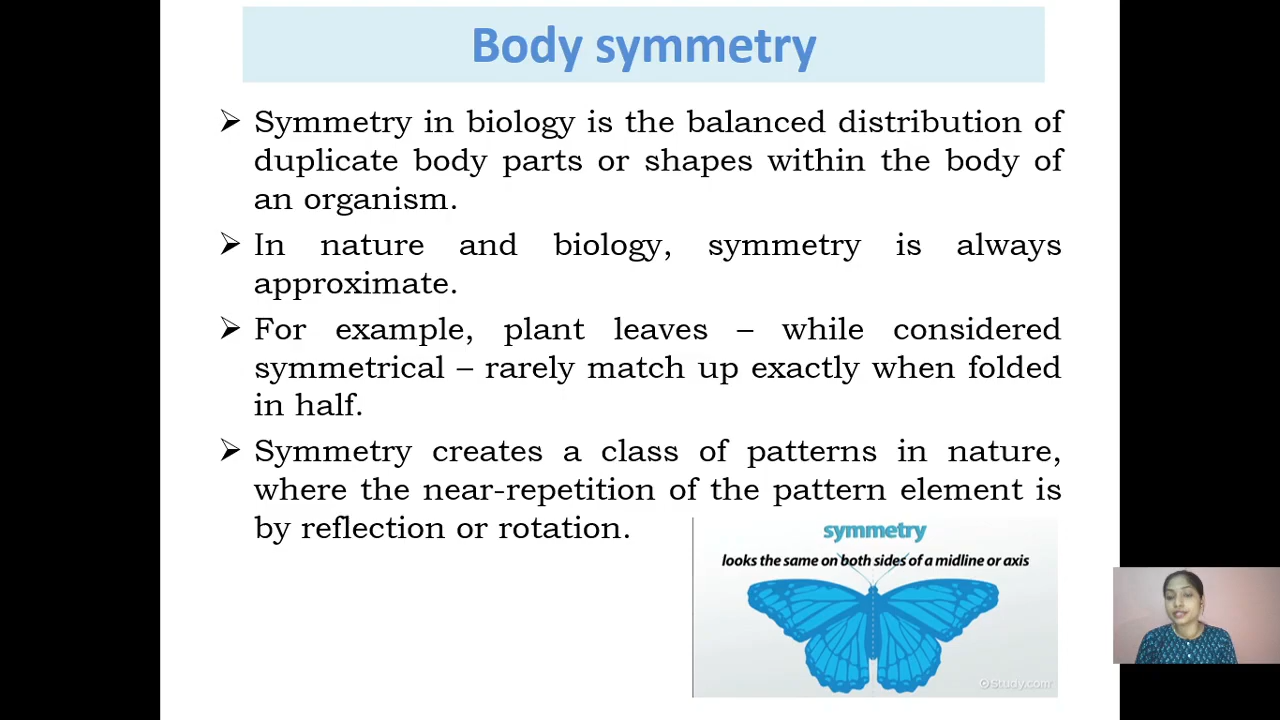 Body symmetry
➢ Symmetry in biology is the balanced distribution of
duplicate body parts or shapes within the body of
an organism.
➢ In nature and biology, symmetry is always
approximate.
➢ For example, plant leaves – while considered
symmetrical – rarely match up exactly when folded
in half.
➢ Symmetry creates a class of patterns in nature,
where the near-repetition of the pattern element is
by reflection or rotation.
symmetry
looks the same on both sides of a midline or axis
©Study.com